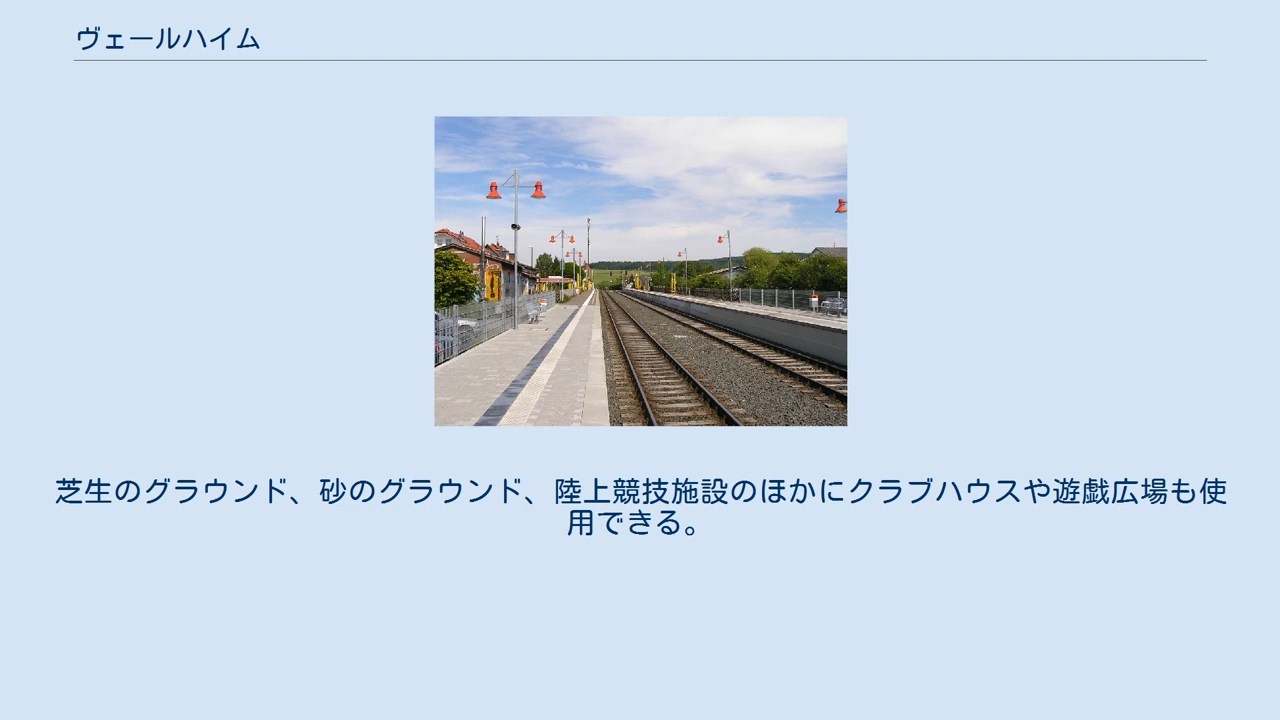 ヴェールハイム
芝生のグラウンド、砂のグラウンド、陸上競技施設のほかにクラブハウスや遊戯広場も使
用できる。